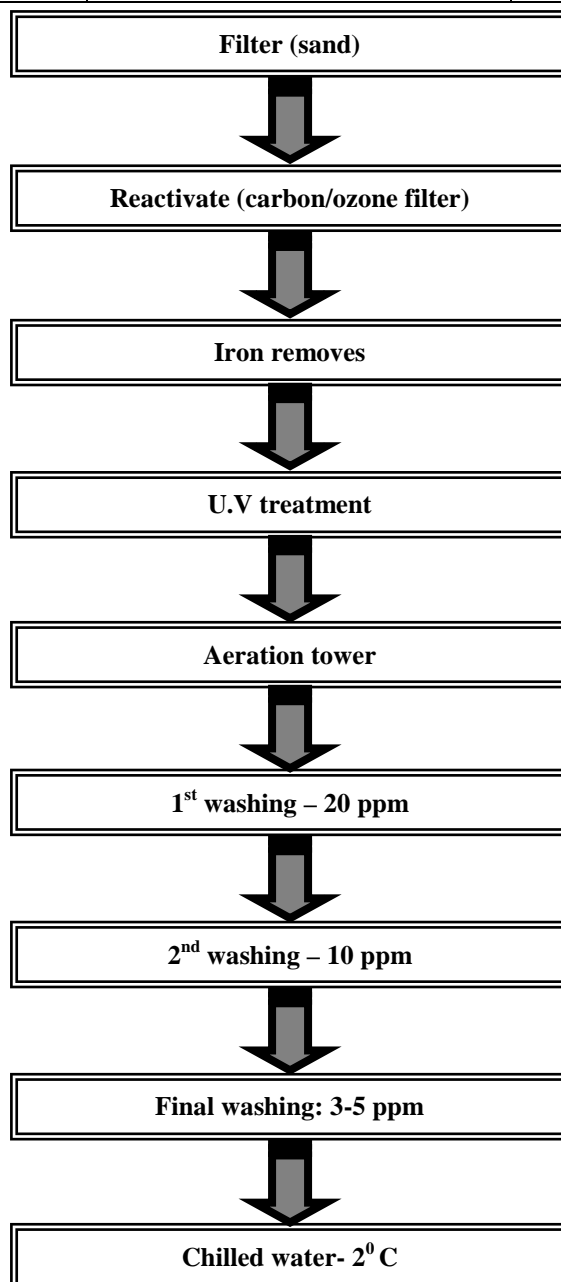 Filter (sand)
Reactivate (carbon/ozone filter)
Iron removes
U.V treatment
Aeration tower
1st washing – 20 ppm
2nd washing – 10 ppm
Final washing: 3-5 ppm
Chilled water- 2⁰ C